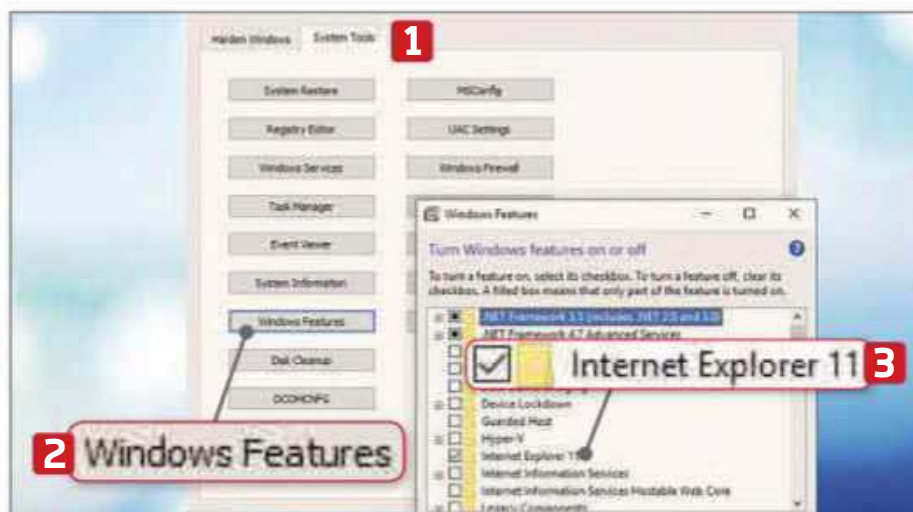 Harden Windows System Tools 1
System Restore MSConfig
Registry Editor UAC Settings
Windows Services Windows Firewall
Task Manager
Event Viewer
System Information
Windows Features
Disk Cleanup
DCOMCNFG
2 Windows Features
Windows Features
Turn Windows features on or off
To turn a feature on, select its checkbox. To turn a feature off, clear its
checkbox. A filled box means that only part of the feature is turned on.
.NET Framework 3.5 (includes .NET 2.0 and 3.0)
.NET Framework 4.7 Advanced Services
Internet Explorer 11 3
Device Lockdown
Guarded Host
Hyper-V
Internet Explorer 11
Internet Information Services
Internet Information Services Hostable Web Core
Legacy Components